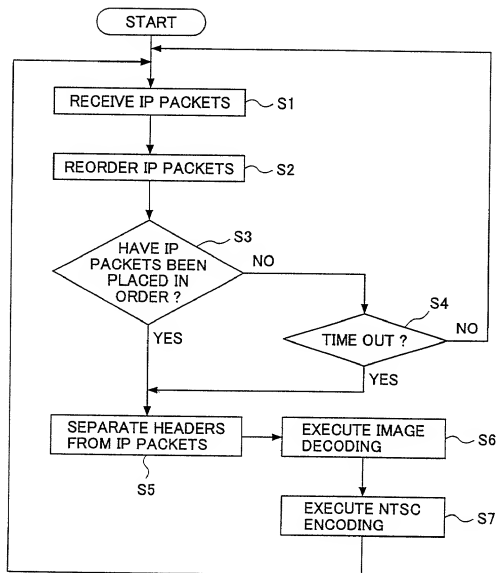 START
RECEIVE IP PACKETS
S1
REORDER IP PACKETS
S2
S3
HAVE IP
PACKETS BEEN
PLACED IN
ORDER ?
NO
YES
S4
TIME OUT ?
NO
YES
SEPARATE HEADERS
FROM IP PACKETS
S5
EXECUTE IMAGE
DECODING
S6
EXECUTE NTSC
ENCODING
S7